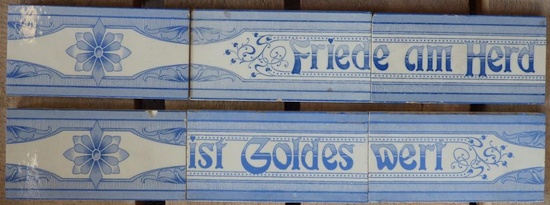 Friede am Herd
ist Goldes wert